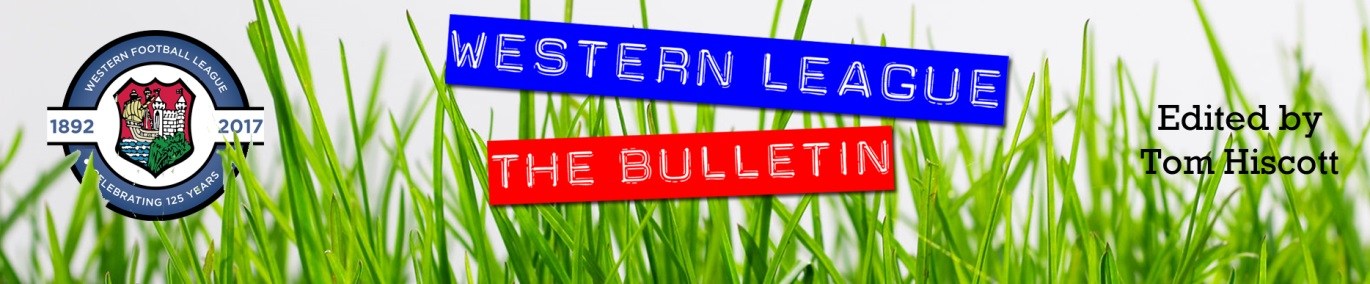 WESTERN FOOTBALL LEAGUE
1892
2017
CELEBRATING 125 YEARS
WESTERN LEAGUE
THE BULLETIN
Edited by
Tom Hiscott